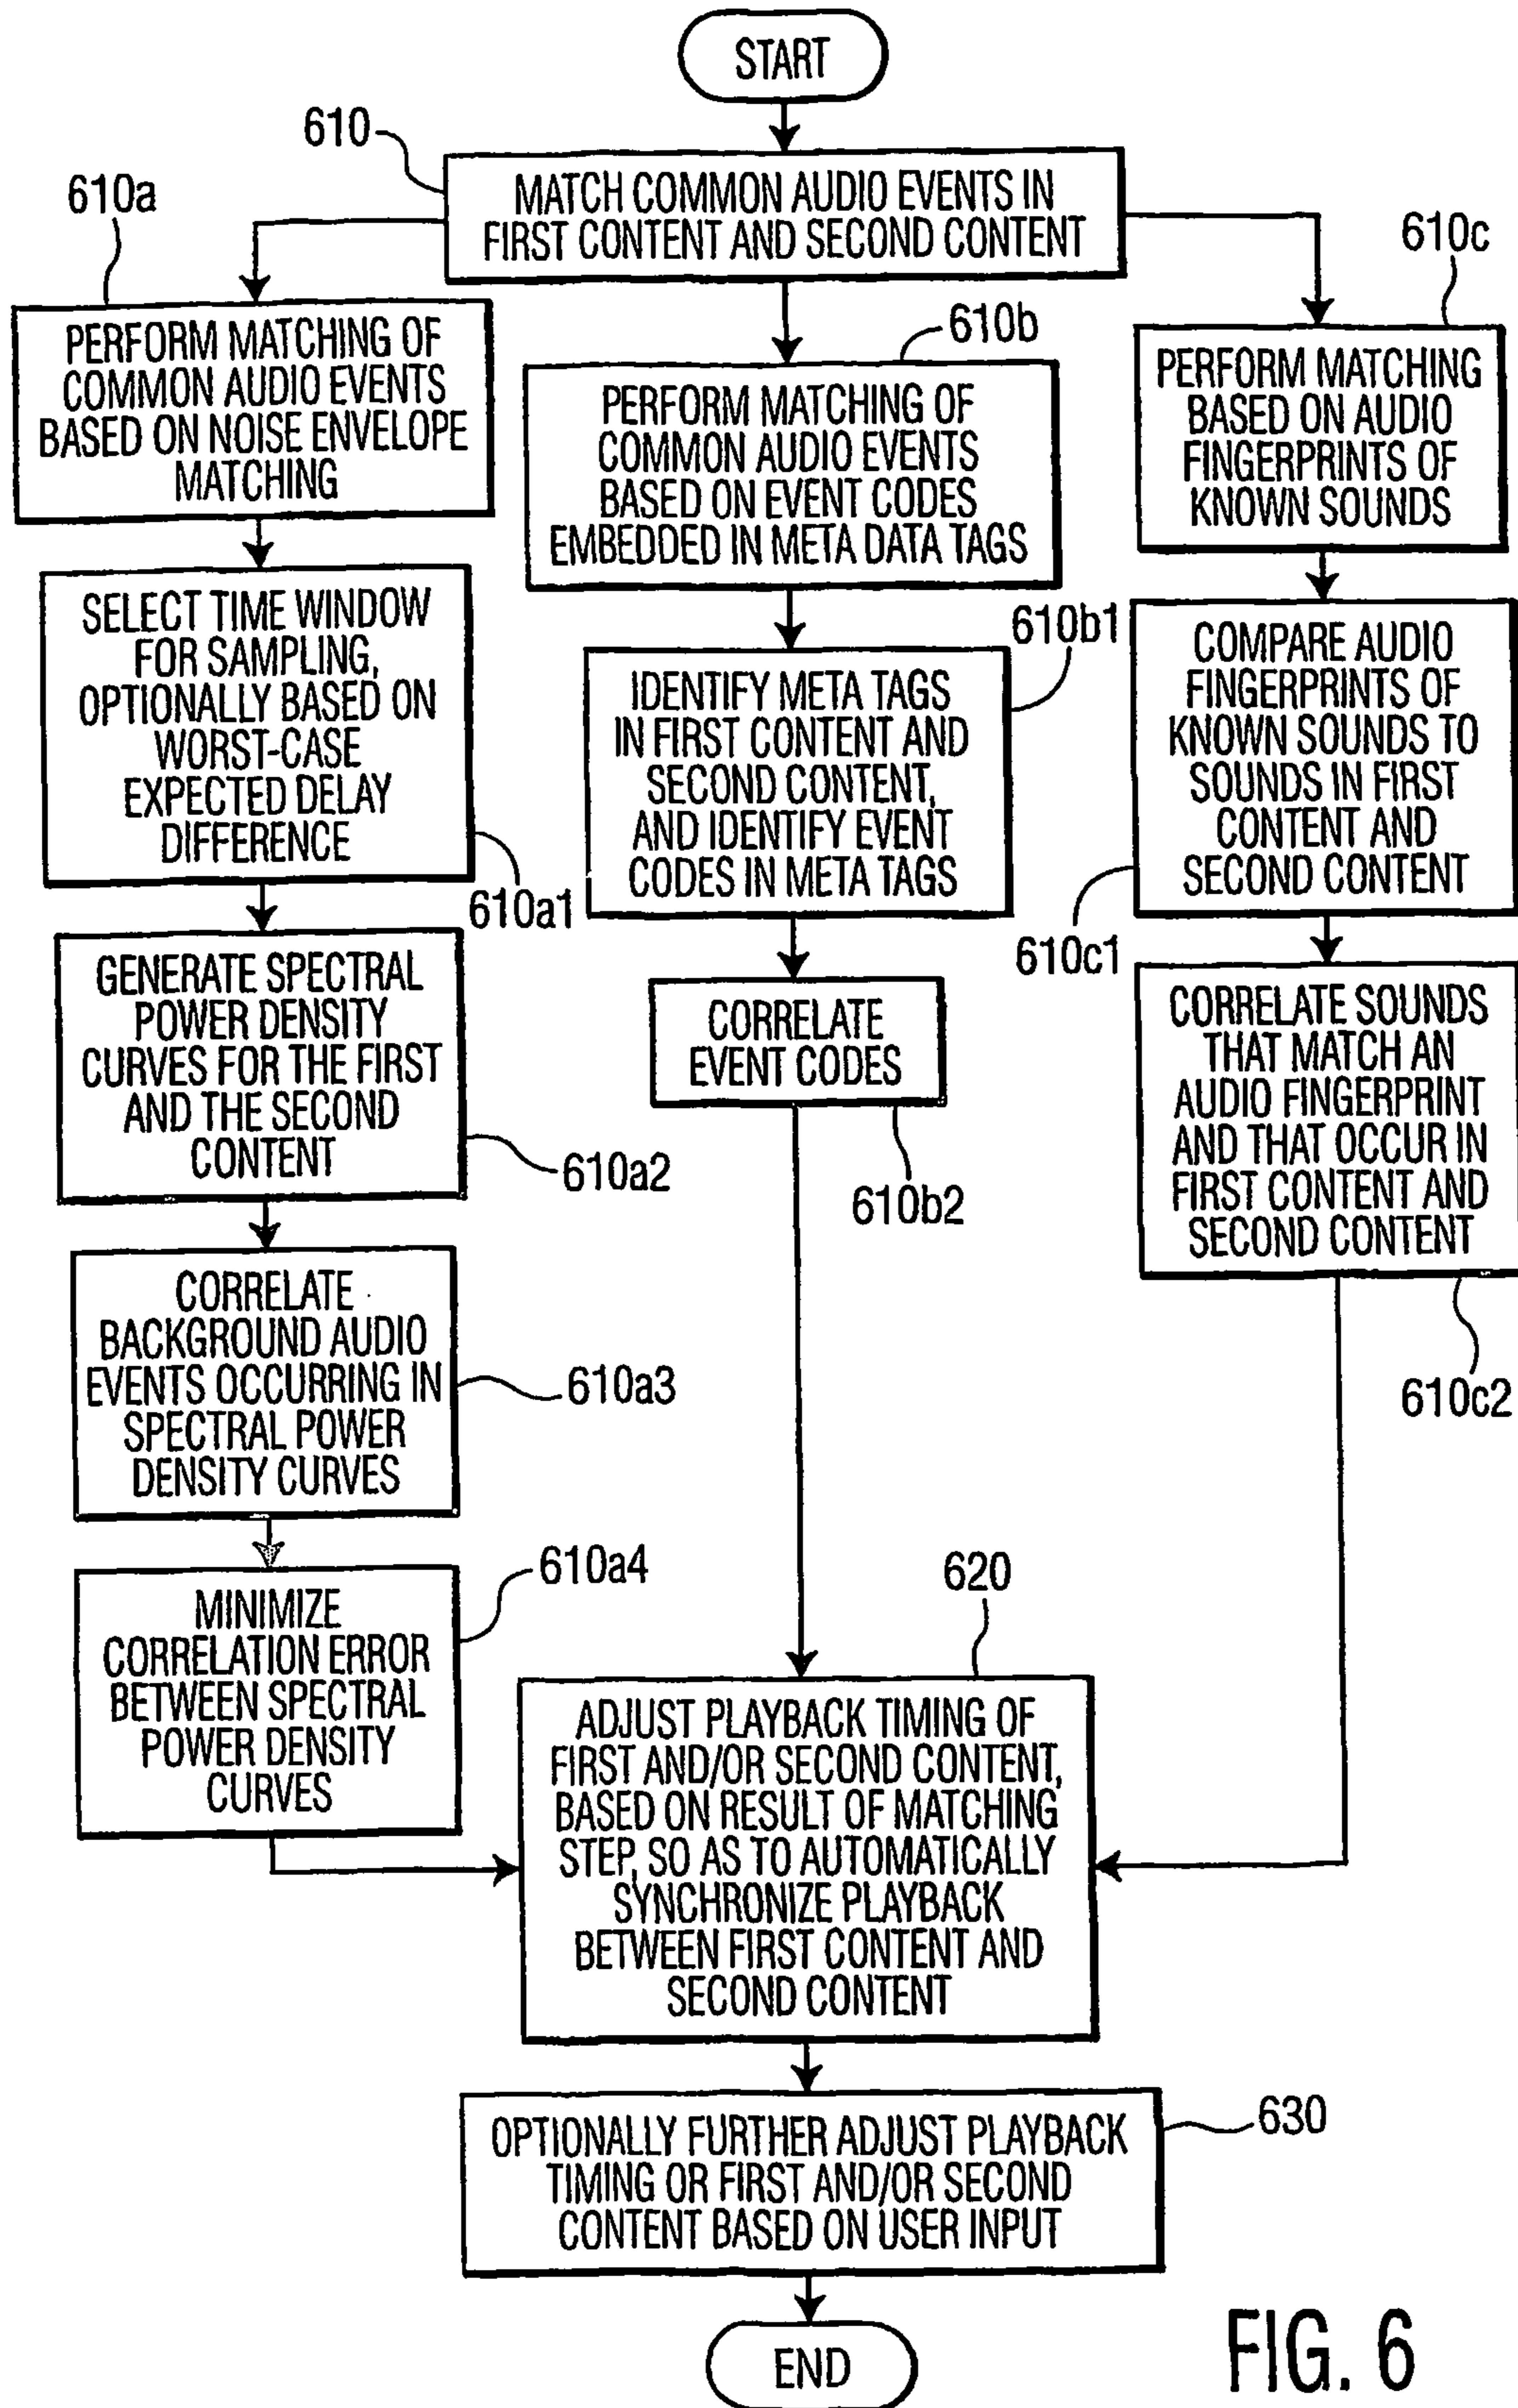 START
610
MATCH COMMON AUDIO EVENTS IN
FIRST CONTENT AND SECOND CONTENT
610a
PERFORM MATCHING OF
COMMON AUDIO EVENTS
BASED ON NOISE ENVELOPE
MATCHING
SELECT TIME WINDOW
FOR SAMPLING,
OPTIONALLY BASED ON
WORST-CASE
EXPECTED DELAY
DIFFERENCE
610a1
GENERATE SPECTRAL
POWER DENSITY
CURVES FOR THE FIRST
AND THE SECOND
CONTENT
610a2
CORRELATE
BACKGROUND AUDIO
EVENTS OCCURRING IN
SPECTRAL POWER
DENSITY CURVES
610a3
MINIMIZE
CORRELATION ERROR
BETWEEN SPECTRAL
POWER DENSITY
CURVES
610a4
610b
PERFORM MATCHING OF
COMMON AUDIO EVENTS
BASED ON EVENT CODES
EMBEDDED IN META DATA TAGS
610b1
IDENTIFY META TAGS
IN FIRST CONTENT AND
SECOND CONTENT,
AND IDENTIFY EVENT
CODES IN META TAGS
CORRELATE
EVENT CODES
610b2
610c
PERFORM MATCHING
BASED ON AUDIO
FINGERPRINTS OF
KNOWN SOUNDS
COMPARE AUDIO
FINGERPRINTS OF
KNOWN SOUNDS TO
SOUNDS IN FIRST
CONTENT AND
SECOND CONTENT
610c1
CORRELATE SOUNDS
THAT MATCH AN
AUDIO FINGERPRINT
AND THAT OCCUR IN
FIRST CONTENT AND
SECOND CONTENT
610c2
620
ADJUST PLAYBACK TIMING OF
FIRST AND/OR SECOND CONTENT,
BASED ON RESULT OF MATCHING
STEP, SO AS TO AUTOMATICALLY
SYNCHRONIZE PLAYBACK
BETWEEN FIRST CONTENT AND
SECOND CONTENT
OPTIONALLY FURTHER ADJUST PLAYBACK
TIMING OR FIRST AND/OR SECOND
CONTENT BASED ON USER INPUT
630
END
FIG. 6